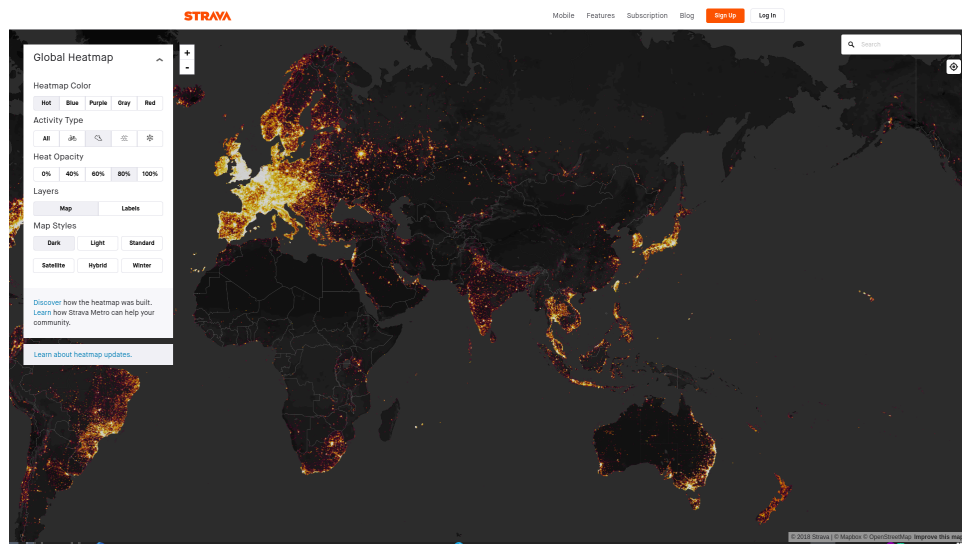 STRAVA
Mobile Features Subscription Blog Sign Up Log In
Global Heatmap
+
-
Search
Heatmap Color
Hot Blue Purple Gray Red
Activity Type
All
Heat Opacity
0% 40% 60% 80% 100%
Layers
Map Labels
Map Styles
Dark Light Standard
Satellite Hybrid Winter
Discover how the heatmap was built.
Learn how Strava Metro can help your
community.
Learn about heatmap updates.
© 2018 Strava | © Mapbox © OpenStreetMap Improve this map